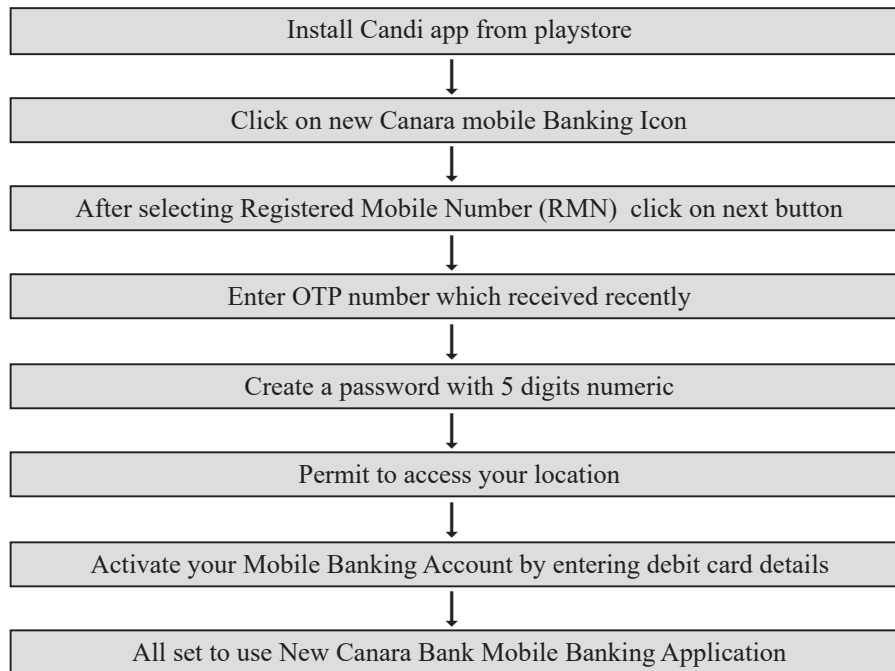 Install Candi app from playstore
Click on new Canara mobile Banking Icon
After selecting Registered Mobile Number (RMN) click on next button
Enter OTP number which received recently
Create a password with 5 digits numeric
Permit to access your location
Activate your Mobile Banking Account by entering debit card details
All set to use New Canara Bank Mobile Banking Application